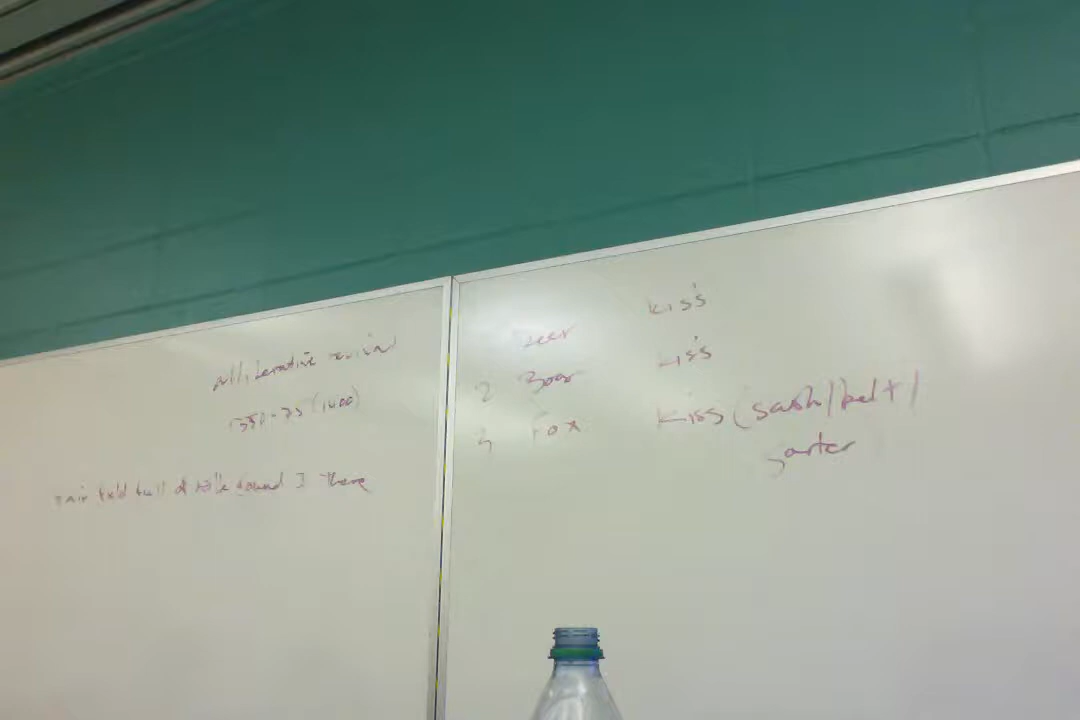 alliterative revival
1350-75 (1400)
fair field full of folk found I there
Deer kiss
2 Boar kiss
3 Fox kiss (sash/belt/
garter